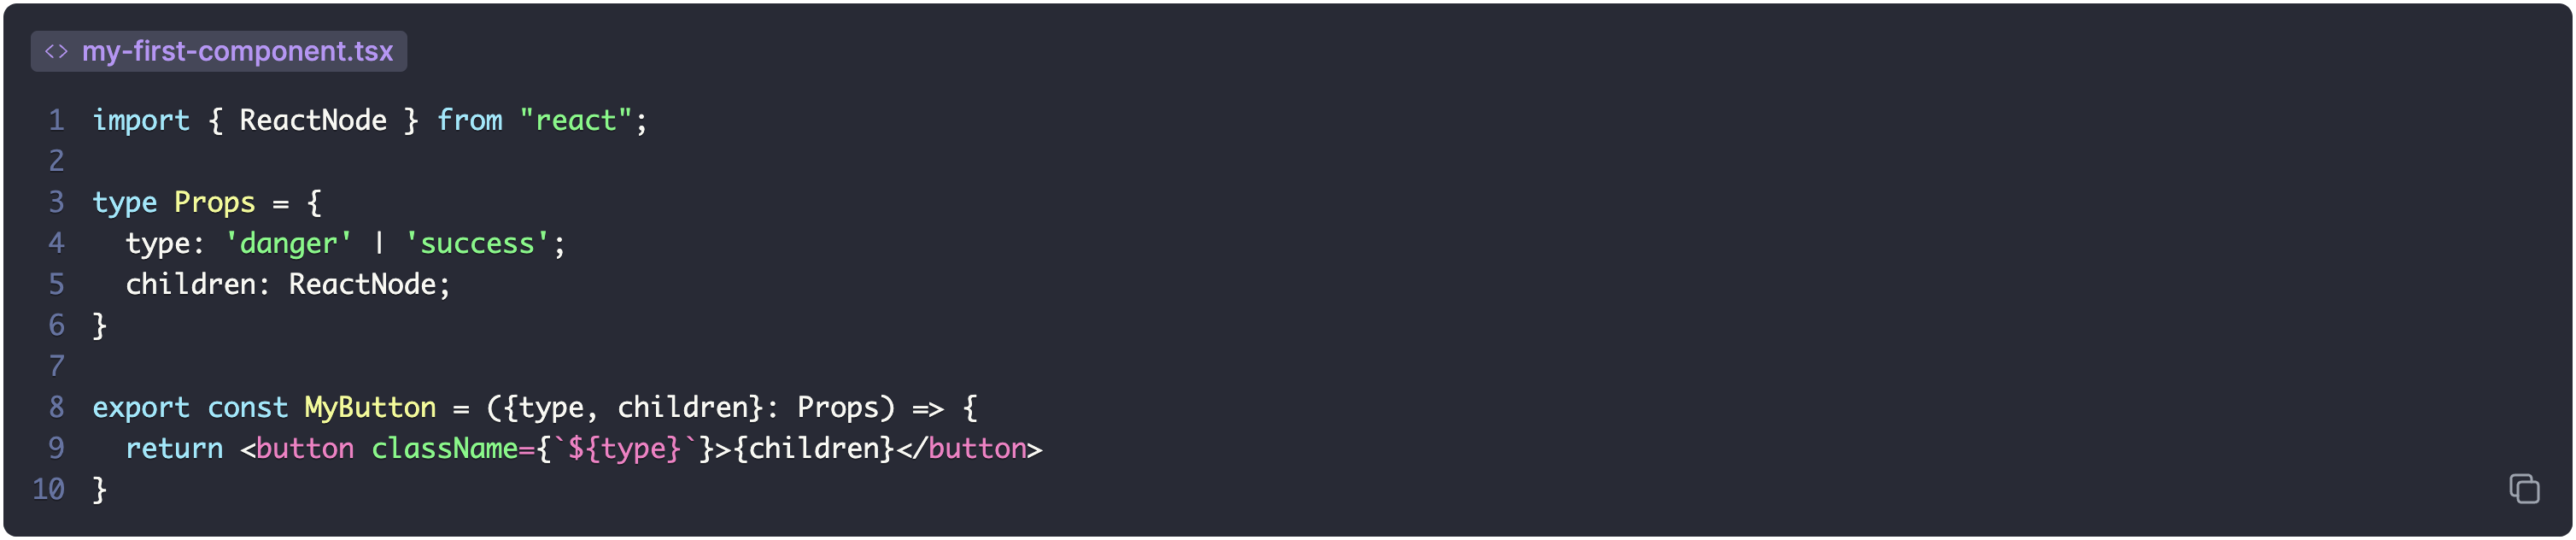 <> my-first-component.tsx
1 import { ReactNode } from "react";
2
3 type Props = {
4   type: 'danger' | 'success';
5   children: ReactNode;
6 }
7
8 export const MyButton = ({type, children}: Props) => {
9   return <button className={`${type}`}>{children}</button>
10 }